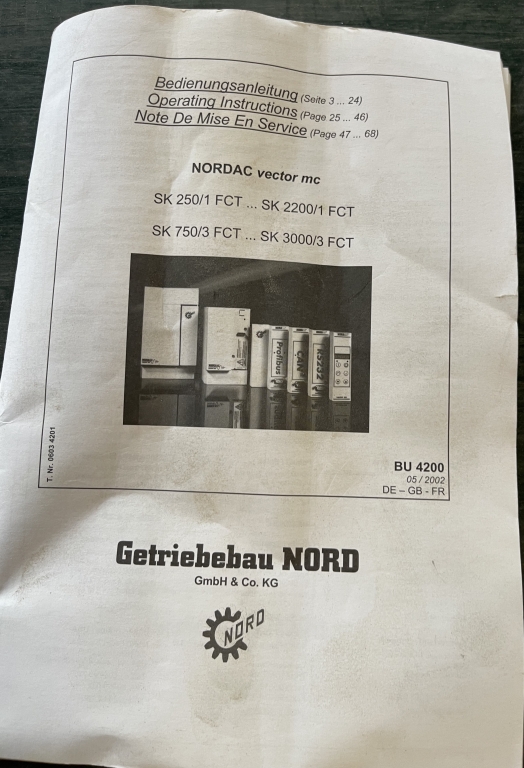 Bedienungsanleitung (Seite 3 ... 24)
Operating Instructions (Page 25 ... 46)
Note De Mise En Service (Page 47 ... 68)
NORDAC vector mc
SK 250/1 FCT ... SK 2200/1 FCT
SK 750/3 FCT ... SK 3000/3 FCT
Profibus
CAN
RS232
T. Nr. 0603 4201
BU 4200
05 / 2002
DE – GB - FR
Getriebebau NORD
GmbH & Co. KG
NORD